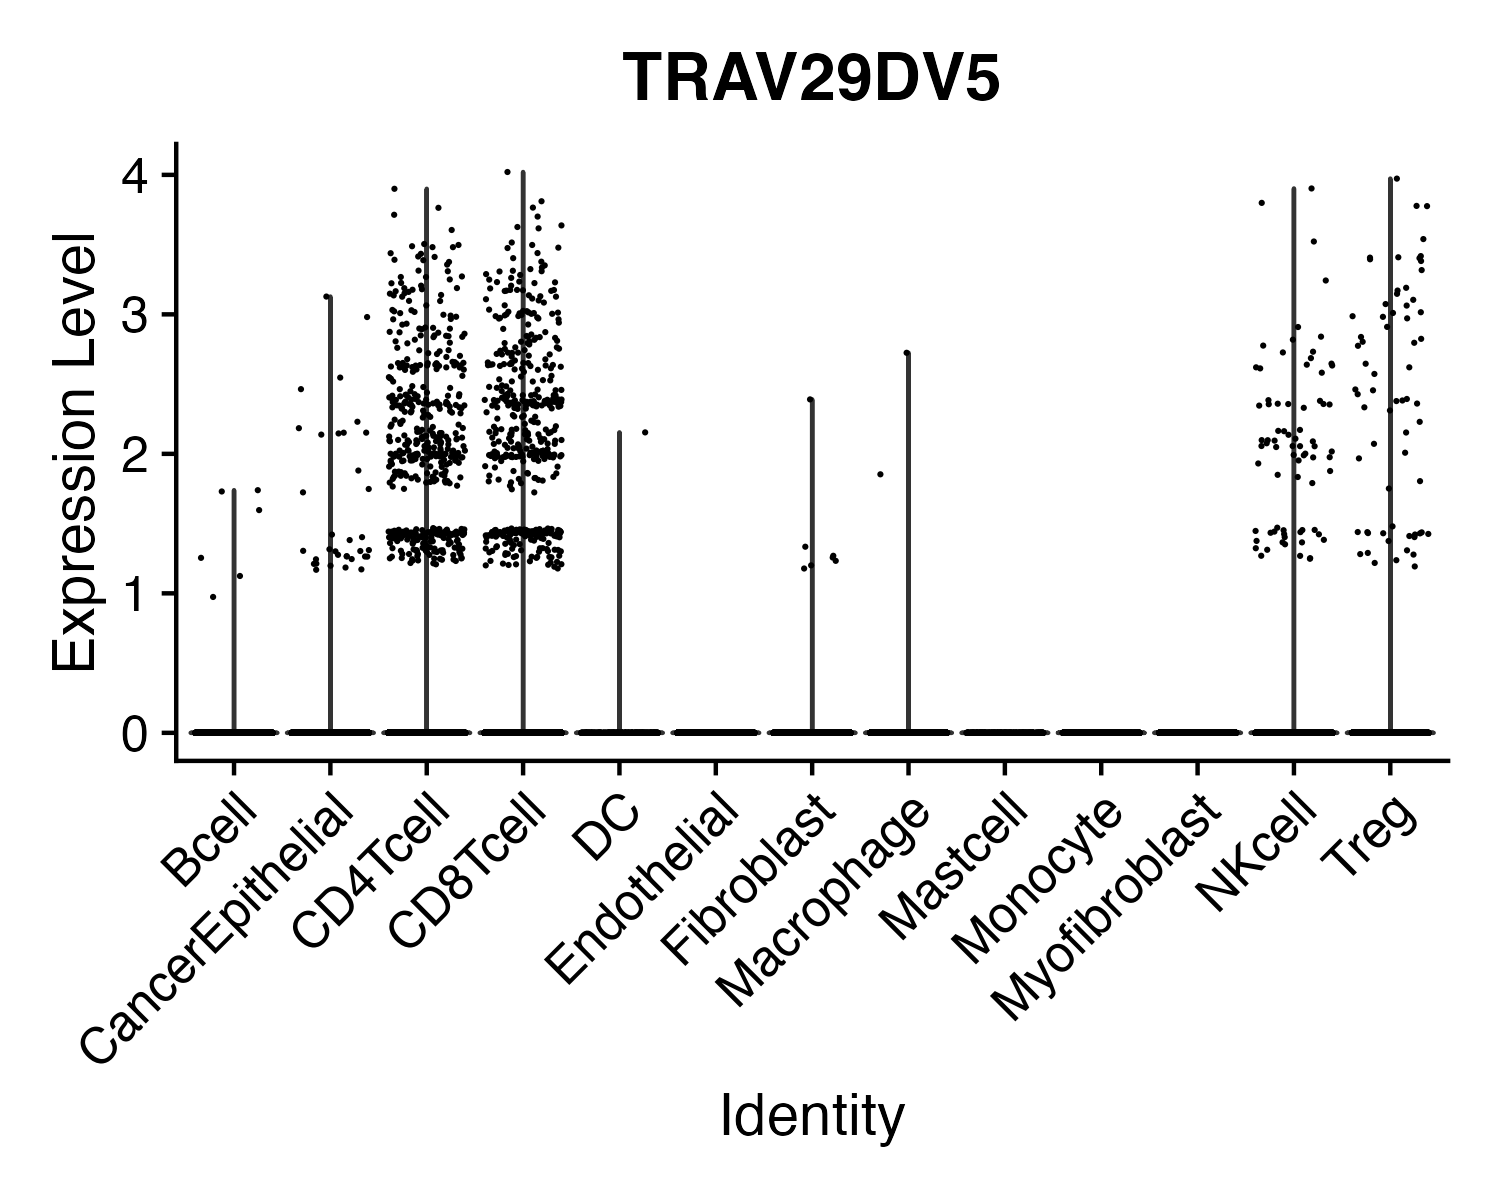 TRAV29DV5
Expression Level
4
3
2
1
0
Bcell
CancerEpithelial
CD4Tcell
CD8Tcell
DC
Endothelial
Fibroblast
Macrophage
Mastcell
Monocyte
Myofibroblast
NKcell
Treg
Identity